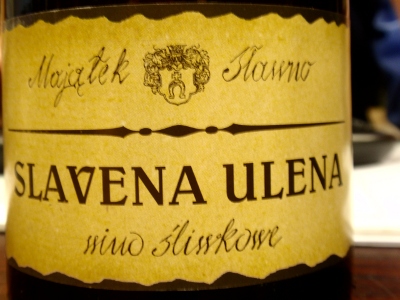 Majątek Sławno
SLAVENA ULENA
wino śliwkowe